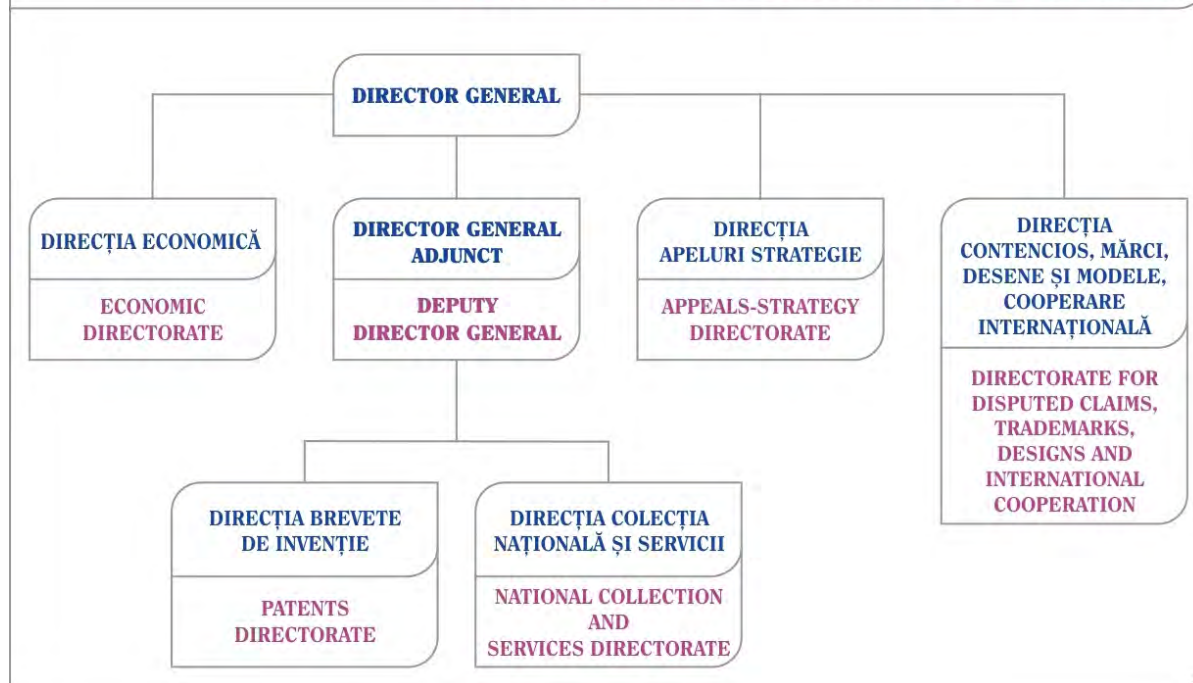 DIRECTOR GENERAL
DIRECȚIA ECONOMICĂ
ECONOMIC
DIRECTORATE
DIRECTOR GENERAL
ADJUNCT
DEPUTY
DIRECTOR GENERAL
DIRECȚIA
APELURI STRATEGIE
APPEALS-STRATEGY
DIRECTORATE
DIRECȚIA
CONTENCIOS, MĂRCI,
DESENE ȘI MODELE,
COOPERARE
INTERNAȚIONALĂ
DIRECTORATE FOR
DISPUTED CLAIMS,
TRADEMARKS,
DESIGNS AND
INTERNATIONAL
COOPERATION
DIRECȚIA BREVETE
DE INVENȚIE
PATENTS
DIRECTORATE
DIRECȚIA COLECȚIA
NAȚIONALĂ ȘI SERVICII
NATIONAL COLLECTION
AND
SERVICES DIRECTORATE